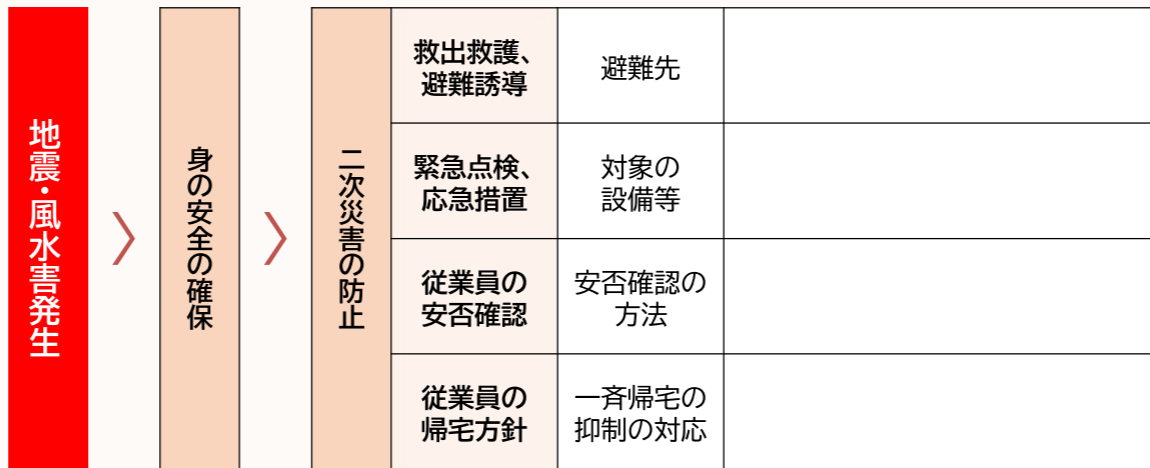 地震・風水害発生
身の安全の確保
二次災害の防止
救出救護、
避難誘導
避難先
緊急点検、
応急措置
対象の
設備等
従業員の
安否確認
安否確認の
方法
従業員の
帰宅方針
一斉帰宅の
抑制の対応